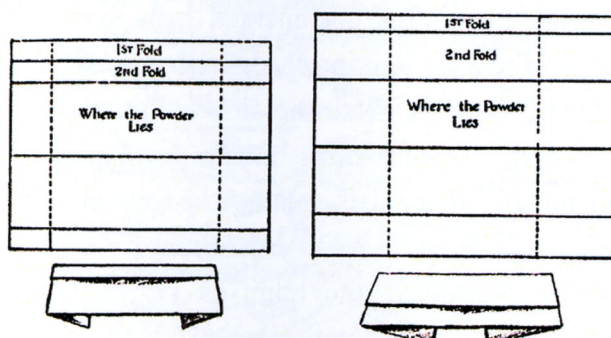 1st Fold
2nd Fold
Where the Powder
Lies
1st Fold
2nd Fold
Where the Powder
Lies